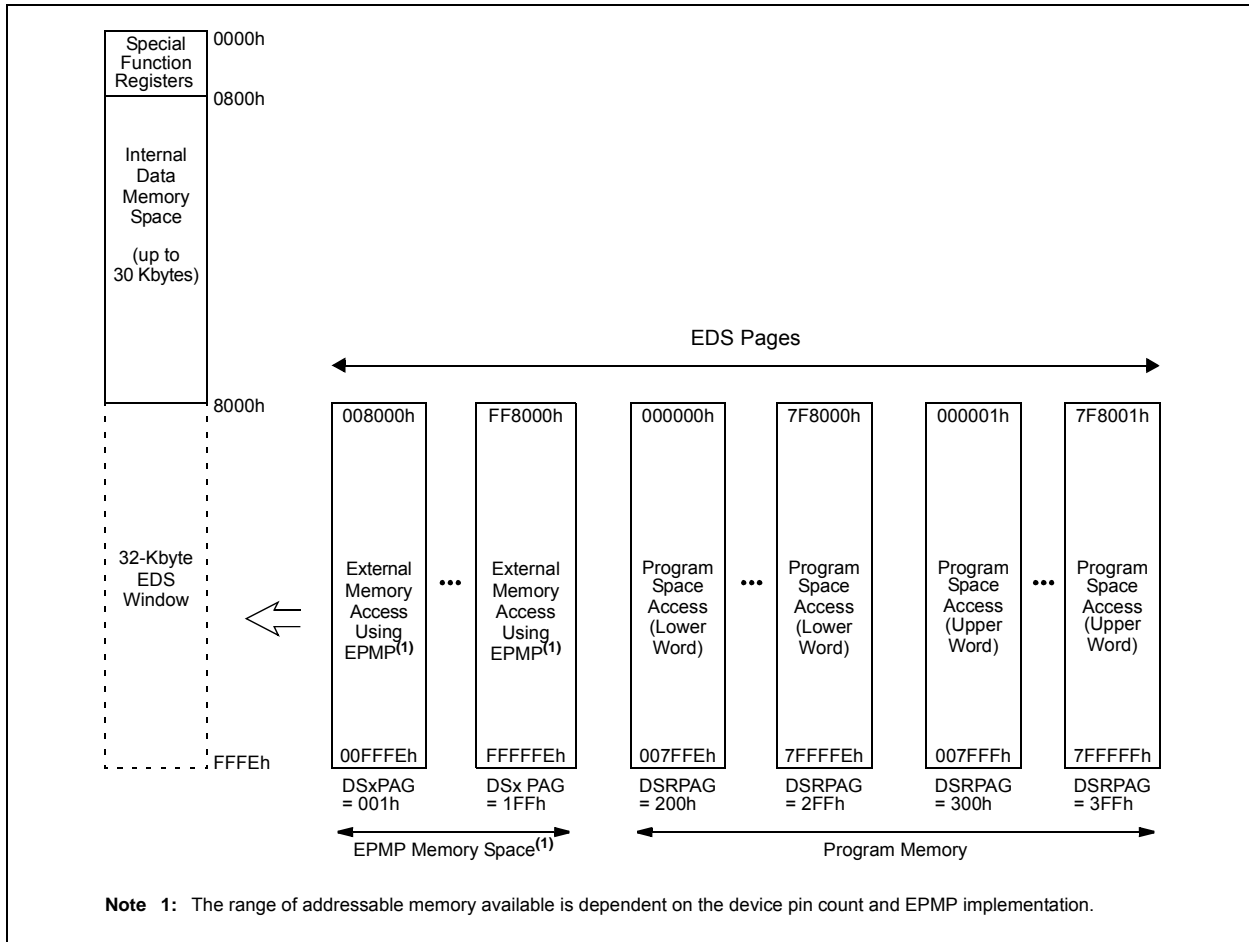 Special
Function
Registers
0000h
0800h
Internal
Data
Memory
Space
(up to
30 Kbytes)
EDS Pages
8000h
32-Kbyte
EDS
Window
FFFEh
008000h
External
Memory
Access
Using
EPMP(1)
00FFFEh
DSxPAG
= 001h
...
FF8000h
External
Memory
Access
Using
EPMP(1)
FFFFFEh
DSx PAG
= 1FFh
EPMP Memory Space(1)
000000h
Program
Space
Access
(Lower
Word)
007FFEh
DSRPAG
= 200h
...
7F8000h
Program
Space
Access
(Lower
Word)
7FFFFEh
DSRPAG
= 2FFh
000001h
Program
Space
Access
(Upper
Word)
007FFFh
DSRPAG
= 300h
...
7F8001h
Program
Space
Access
(Upper
Word)
7FFFFFh
DSRPAG
= 3FFh
Program Memory
Note 1: The range of addressable memory available is dependent on the device pin count and EPMP implementation.